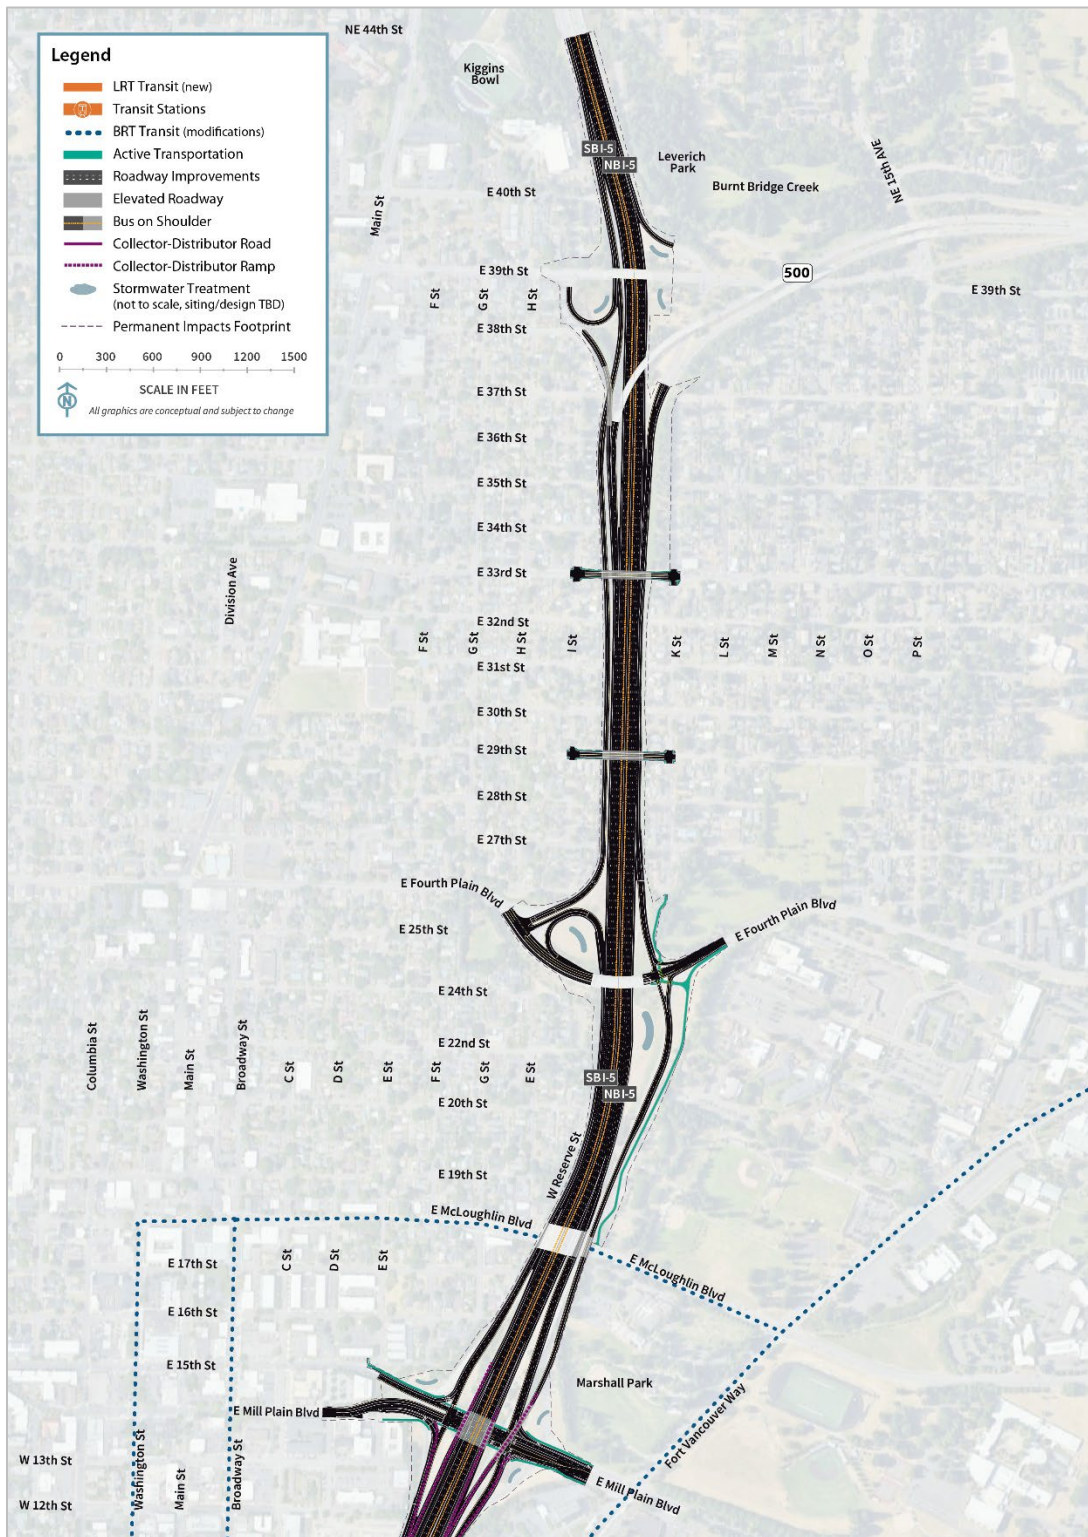 NE 44th St
Legend
LRT Transit (new)
Transit Stations
BRT Transit (modifications)
Active Transportation
Roadway Improvements
Elevated Roadway
Bus on Shoulder
Collector-Distributor Road
Collector-Distributor Ramp
Stormwater Treatment
(not to scale, siting/design TBD)
Permanent Impacts Footprint
0 300 600 900 1200 1500
SCALE IN FEET
N
All graphics are conceptual and subject to change
Kiggins
Bowl
SBI-5
NBI-5
Leverich
Park
Burnt Bridge Creek
NE 15th AVE
Main St
E 40th St
E 39th St
500
E 39th St
F St
G St
H St
E 38th St
E 37th St
E 36th St
E 35th St
E 34th St
E 33rd St
Division Ave
E 32nd St
F St
G St
H St
I St
K St
L St
M St
N St
O St
P St
E 31st St
E 30th St
E 29th St
E 28th St
E 27th St
E Fourth Plain Blvd
E Fourth Plain Blvd
E 25th St
E 24th St
E 22nd St
Columbia St
Washington St
Main St
Broadway St
C St
D St
E St
F St
G St
E St
SBI-5
NBI-5
E 20th St
W Reserve St
E 19th St
E McLoughlin Blvd
E McLoughlin Blvd
E 17th St
C St
D St
E St
E 16th St
E 15th St
Marshall Park
E Mill Plain Blvd
Fort Vancouver Way
W 13th St
Washington St
Main St
Broadway St
E Mill Plain Blvd
W 12th St